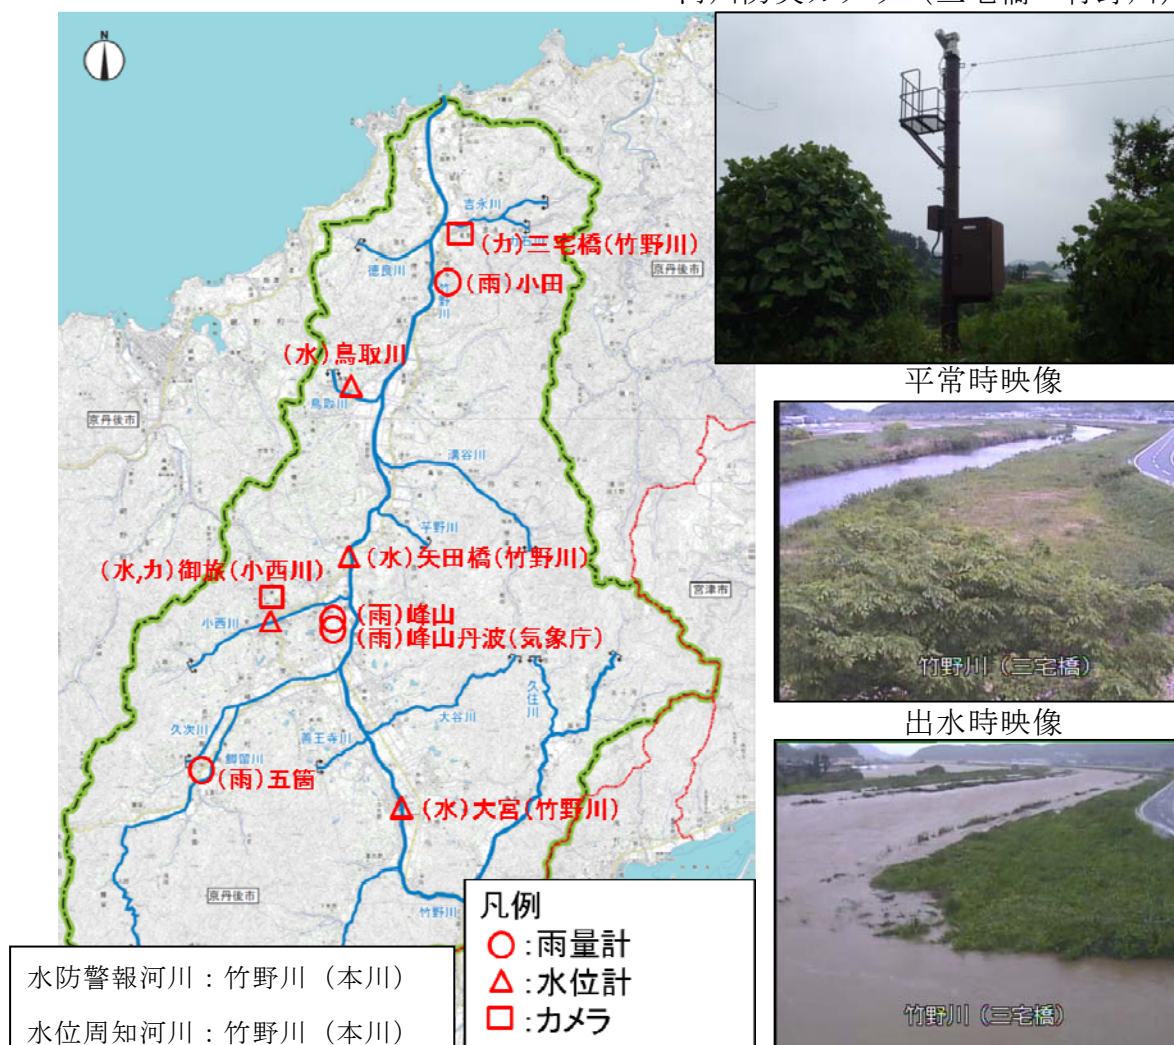 N
吉永川
(カ)三宅橋(竹野川)
徳良川
京丹後市
(雨)小田
竹野川
(水)鳥取川
鳥取川
京丹後市
溝谷川
芋野川
(水)矢田橋(竹野川)
(水,カ)御旅(小西川)
宮津市
小西川
(雨)峰山
(雨)峰山丹波(気象庁)
久住川
大谷川
久次川
善王寺川
鱒留川
(雨)五箇
(水)大宮(竹野川)
京丹後市
竹野川
凡例
○:雨量計
△:水位計
□:カメラ
水防警報河川：竹野川（本川）
水位周知河川：竹野川（本川）
平常時映像
竹野川（三宅橋）
出水時映像
竹野川（三宅橋）